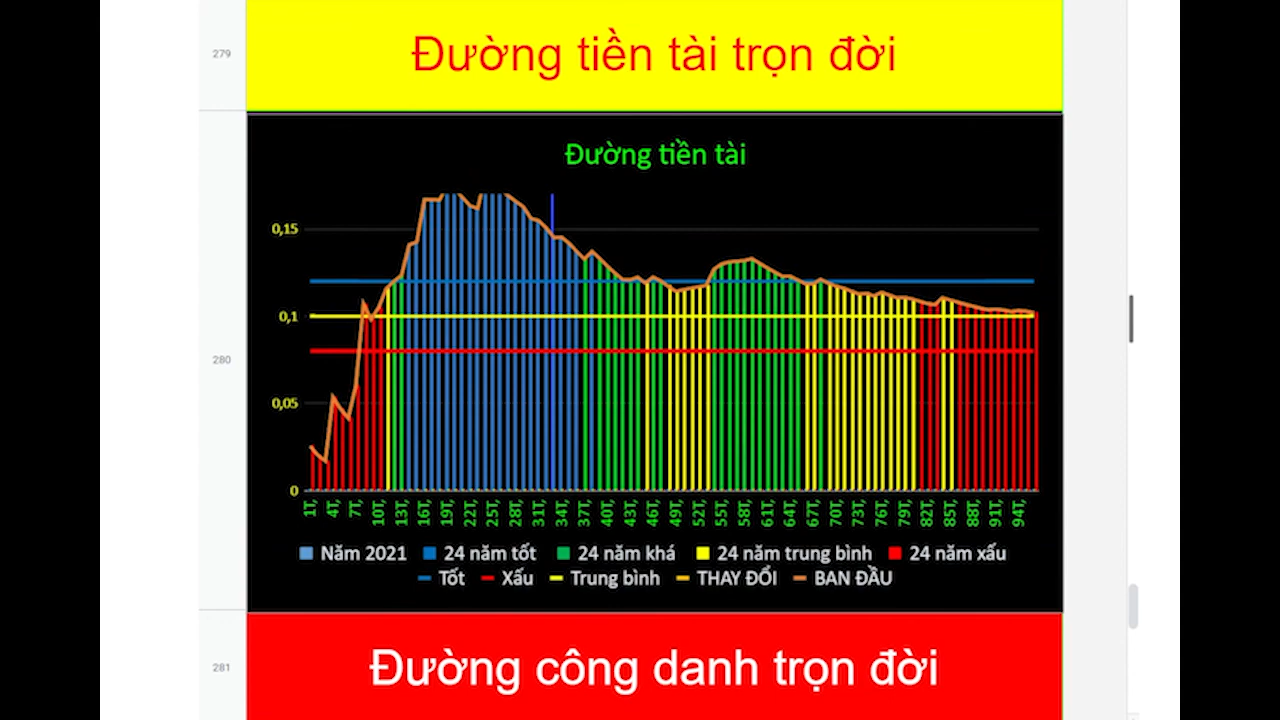 279
Đường tiền tài trọn đời
Đường tiền tài
0,15
0,1
0,05
0
1T, 4T, 7T, 10T, 13T, 16T, 19T, 22T, 25T, 28T, 31T, 34T, 37T, 40T, 43T, 46T, 49T, 52T, 55T, 58T, 61T, 64T, 67T, 70T, 73T, 76T, 79T, 82T, 85T, 88T, 91T, 94T,
280
Năm 2021 24 năm tốt 24 năm khá 24 năm trung bình 24 năm xấu
Tốt Xấu Trung bình THAY ĐỔI BAN ĐẦU
281
Đường công danh trọn đời